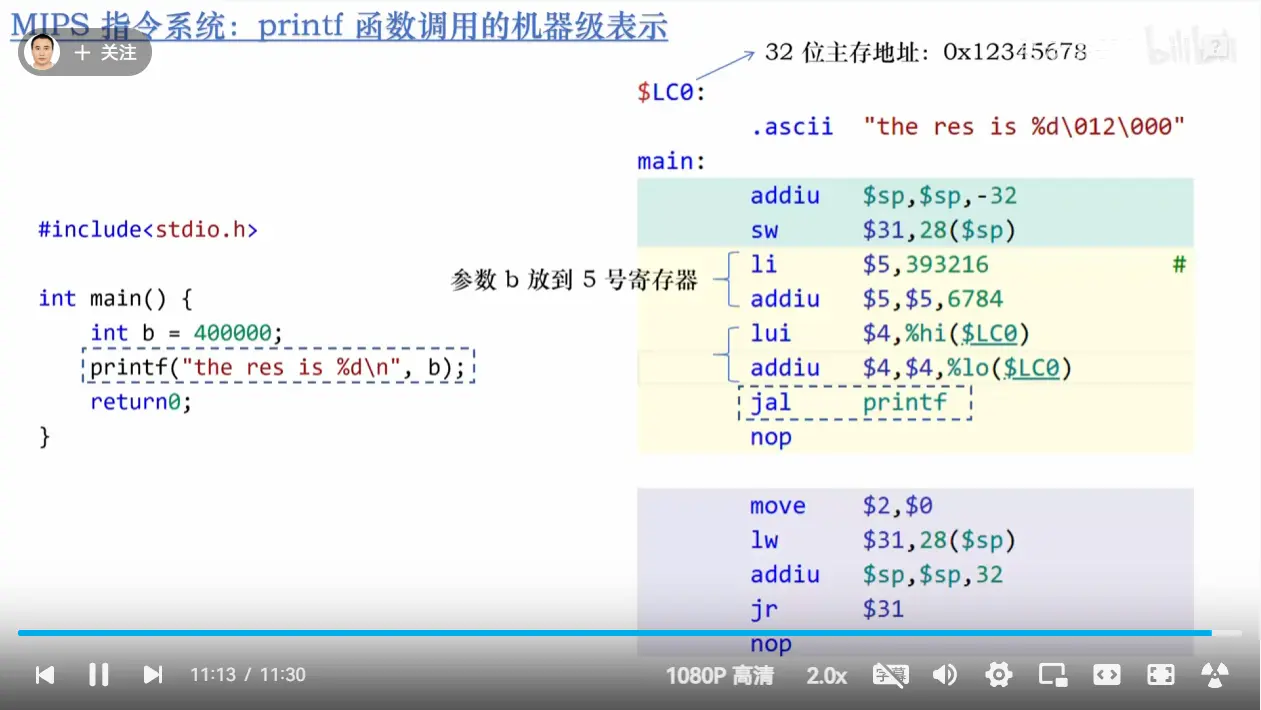 MIPS 指令系统：printf 函数调用的机器级表示
+ 关注
32 位主存地址：0x12345678
bilibili
?
$LC0:
.ascii "the res is %d\012\000"
main:
addiu $sp,$sp,-32
#include<stdio.h>
sw $31,28($sp)
参数 b 放到 5 号寄存器
li $5,393216 #
int main() {
addiu $5,$5,6784
int b = 400000;
lui $4,%hi($LC0)
printf("the res is %d\n", b);
addiu $4,$4,%lo($LC0)
return0;
jal printf
}
nop
move $2,$0
lw $31,28($sp)
addiu $sp,$sp,32
jr $31
nop
11:13 / 11:30
1080P 高清
2.0x
字幕